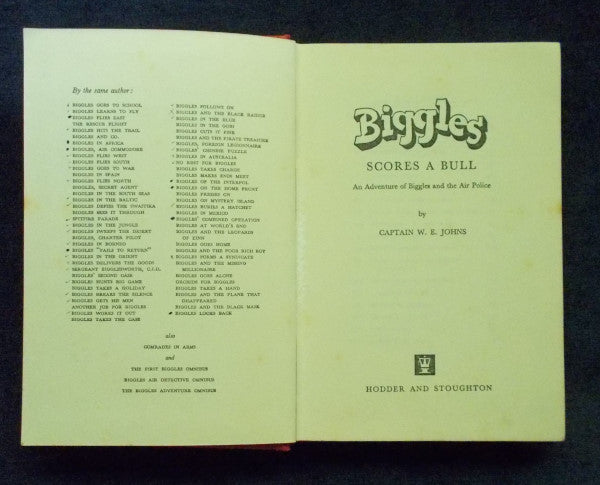 By the same author:
BIGGLES GOES TO SCHOOL
BIGGLES LEARNS TO FLY
BIGGLES FLIES EAST
THE RESCUE FLIGHT
BIGGLES HITS THE TRAIL
BIGGLES AND CO.
BIGGLES IN AFRICA
BIGGLES, AIR COMMODORE
BIGGLES FLIES WEST
BIGGLES FLIES SOUTH
BIGGLES GOES TO WAR
BIGGLES IN SPAIN
BIGGLES FLIES NORTH
BIGGLES, SECRET AGENT
BIGGLES IN THE SOUTH SEAS
BIGGLES IN THE BALTIC
BIGGLES DEFIES THE SWASTIKA
BIGGLES SEES IT THROUGH
SPITFIRE PARADE
BIGGLES IN THE JUNGLE
BIGGLES SWEEPS THE DESERT
BIGGLES, CHARTER PILOT
BIGGLES IN BORNEO
BIGGLES "FAILS TO RETURN"
BIGGLES IN THE ORIENT
BIGGLES DELIVERS THE GOODS
SERGEANT BIGGLESWORTH, C.I.D.
BIGGLES' SECOND CASE
BIGGLES HUNTS BIG GAME
BIGGLES TAKES A HOLIDAY
BIGGLES BREAKS THE SILENCE
BIGGLES GETS HIS MEN
ANOTHER JOB FOR BIGGLES
BIGGLES WORKS IT OUT
BIGGLES TAKES THE CASE
BIGGLES FOLLOWS ON
BIGGLES AND THE BLACK RAIDER
BIGGLES IN THE BLUE
BIGGLES IN THE GOBI
BIGGLES CUTS IT FINE
BIGGLES AND THE PIRATE TREASURE
BIGGLES, FOREIGN LEGIONNAIRE
BIGGLES' CHINESE PUZZLE
BIGGLES IN AUSTRALIA
NO REST FOR BIGGLES
BIGGLES TAKES CHARGE
BIGGLES MAKES ENDS MEET
BIGGLES OF THE INTERPOL
BIGGLES ON THE HOME FRONT
BIGGLES PRESSES ON
BIGGLES ON MYSTERY ISLAND
BIGGLES BURIES A HATCHET
BIGGLES IN MEXICO
BIGGLES' COMBINED OPERATION
BIGGLES AT WORLD'S END
BIGGLES AND THE LEOPARDS
OF ZINN
BIGGLES GOES HOME
BIGGLES AND THE POOR RICH BOY
BIGGLES FORMS A SYNDICATE
BIGGLES AND THE MISSING
MILLIONAIRE
BIGGLES GOES ALONE
ORCHIDS FOR BIGGLES
BIGGLES TAKES A HAND
BIGGLES AND THE PLANE THAT
DISAPPEARED
BIGGLES AND THE BLACK MASK
BIGGLES LOOKS BACK
also
COMRADES IN ARMS
and
THE FIRST BIGGLES OMNIBUS
BIGGLES AIR DETECTIVE OMNIBUS
THE BIGGLES ADVENTURE OMNIBUS
Biggles
SCORES A BULL
An Adventure of Biggles and the Air Police
by
CAPTAIN W. E. JOHNS
HODDER AND STOUGHTON